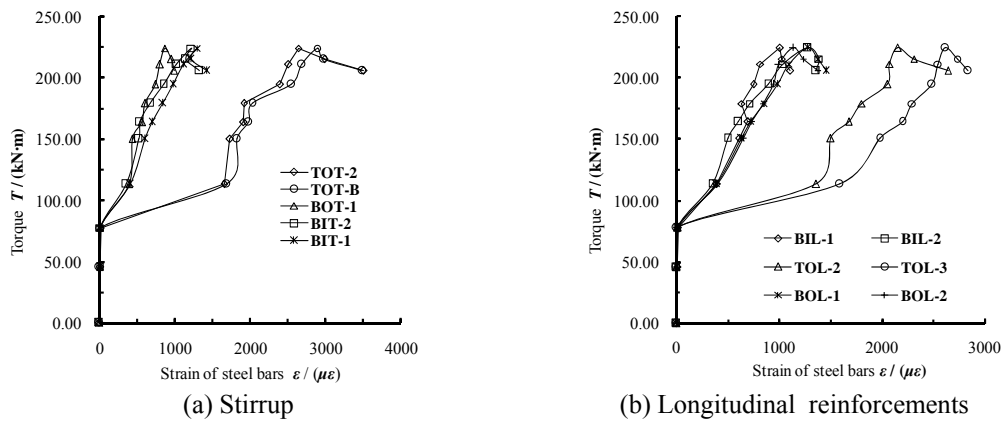 250.00
200.00
150.00
100.00
50.00
0.00
Torque T / (kN·m)
TOT-2
TOT-B
BOT-1
BIT-2
BIT-1
0 1000 2000 3000 4000
Strain of steel bars ε / (με)
(a) Stirrup
250.00
200.00
150.00
100.00
50.00
0.00
Torque T / (kN·m)
BIL-1 BIL-2
TOL-2 TOL-3
BOL-1 BOL-2
0 1000 2000 3000
Strain of steel bars ε / (με)
(b) Longitudinal reinforcements